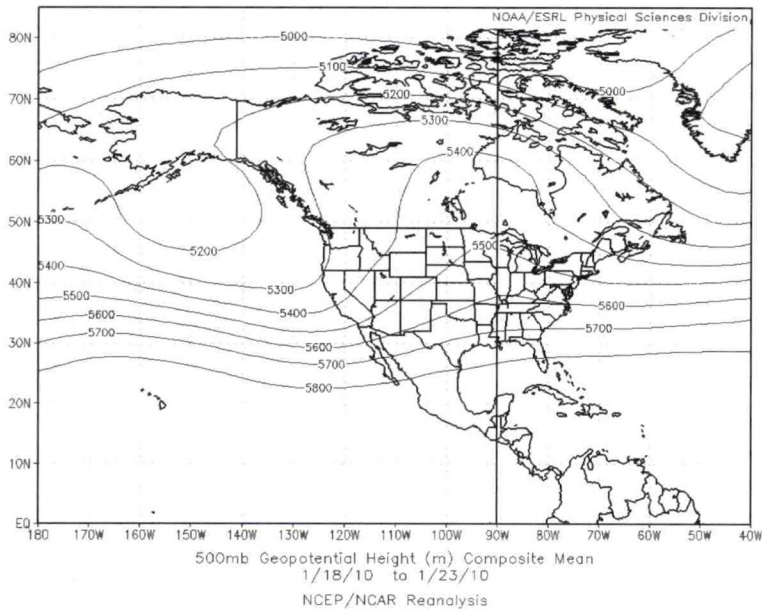 NOAA/ESRL Physical Sciences Division
80N
70N
60N
50N
40N
30N
20N
10N
EQ
5000
5100
5200
5000
5300
5400
5300
5200
5500
5400
5300
5500
5400
5600
5600
5700
5700
5600
5700
5800
180
170W
160W
150W
140W
130W
120W
110W
100W
90W
80W
70W
60W
50W
40W
500mb Geopotential Height (m) Composite Mean
1/18/10 to 1/23/10
NCEP/NCAR Reanalysis